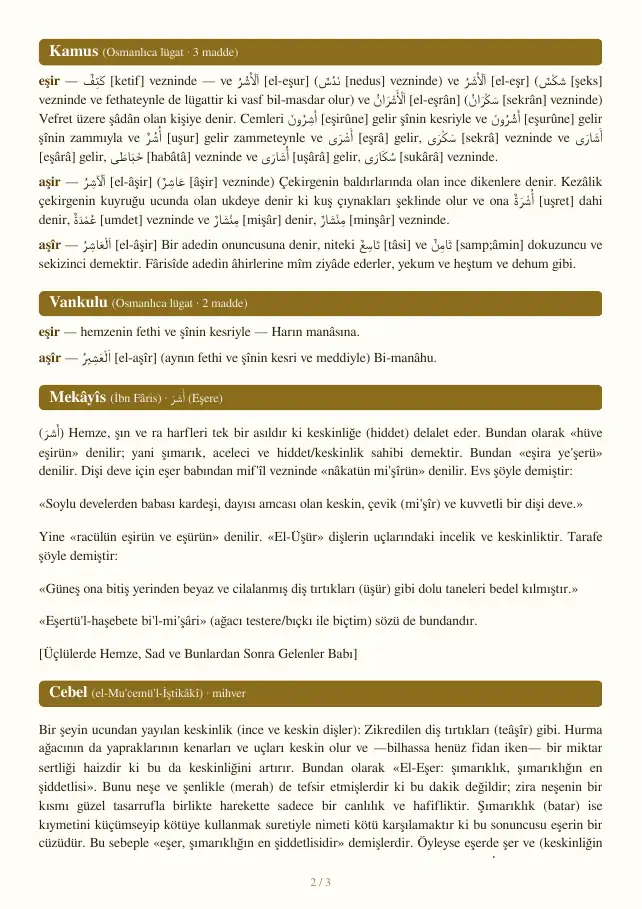 Kamus (Osmanlıca lügat · 3 madde)
eşir — كَتِفٌ [ketif] vezninde — ve اَلْأَشُرُ [el-eşur] (نَدُسٌ [nedus] vezninde) ve اَلْأَشْرُ [el-eşr] (شَكْسٌ [şeks]
vezninde ve fethateynle de lügattir ki vasf bil-masdar olur) ve اَلْأَشْرَانُ [el-eşrân] (سَكْرَانُ [sekrân] vezninde)
Vefret üzere şâdân olan kişiye denir. Cemleri أَشِرُونَ [eşirûne] gelir şînin kesriyle ve أَشُرُونَ [eşurûne] gelir
şînin zammıyla ve أُشُرٌ [uşur] gelir zammeteynle ve أَشْرَى [eşrâ] gelir, سَكْرَى [sekrâ] vezninde ve أَشَارَى
[eşârâ] gelir, حَبَاطَى [habâtâ] vezninde ve أُشَارَى [uşârâ] gelir, سُكَارَى [sukârâ] vezninde.
aşir — اَلْآشِرُ [el-âşir] (عَاشِرٌ [âşir] vezninde) Çekirgenin baldırlarında olan ince dikenlere denir. Kezâlik
çekirgenin kuyruğu ucunda olan ukdeye denir ki kuş çıynakları şeklinde olur ve ona أُشْرَةٌ [uşret] dahi
denir, عُمْدَةٌ [umdet] vezninde ve مِئْشَارٌ [mişâr] denir, مِنْشَارٌ [minşâr] vezninde.
aşîr — اَلْعَاشِرُ [el-âşir] Bir adedin onuncusuna denir, niteki تَاسِعٌ [tâsi] ve ثَامِنٌ [samp;âmin] dokuzuncu ve
sekizinci demektir. Fârisîde adedin âhirlerine mîm ziyâde ederler, yekum ve heştum ve dehum gibi.
Vankulu (Osmanlıca lügat · 2 madde)
eşir — hemzenin fethi ve şînin kesriyle — Harın manâsına.
aşîr — اَلْعَشِيرُ [el-aşîr] (aynın fethi ve şînin kesri ve meddiyle) Bi-manâhu.
Mekâyîs (İbn Fâris) · أَشَرَ (Eşere)
(أَشَرَ) Hemze, şın ve ra harfleri tek bir asıldır ki keskinliğe (hiddet) delalet eder. Bundan olarak «hüve
eşirün» denilir; yani şımarık, aceleci ve hiddet/keskinlik sahibi demektir. Bundan «eşira ye'şerü»
denilir. Dişi deve için eşer babından mif'îl vezninde «nâkatün mi'şîrün» denilir. Evs şöyle demiştir:
«Soylu develerden babası kardeşi, dayısı amcası olan keskin, çevik (mi'şîr) ve kuvvetli bir dişi deve.»
Yine «racülün eşirün ve eşürün» denilir. «El-Üşür» dişlerin uçlarındaki incelik ve keskinliktir. Tarafe
şöyle demiştir:
«Güneş ona bitiş yerinden beyaz ve cilalanmış diş tırtıkları (üşür) gibi dolu taneleri bedel kılmıştır.»
«Eşertü'l-haşebete bi'l-mi'şâri» (ağacı testere/bıçkı ile biçtim) sözü de bundandır.
[Üçlülerde Hemze, Sad ve Bunlardan Sonra Gelenler Babı]
Cebel (el-Mu'cemü'l-İştikâkî) · mihver
Bir şeyin ucundan yayılan keskinlik (ince ve keskin dişler): Zikredilen diş tırtıkları (teâşîr) gibi. Hurma
ağacının da yapraklarının kenarları ve uçları keskin olur ve —bilhassa henüz fidan iken— bir miktar
sertliği haizdir ki bu da keskinliğini artırır. Bundan olarak «El-Eşer: şımarıklık, şımarıklığın en
şiddetlisi». Bunu neşe ve şenlikle (merah) de tefsir etmişlerdir ki bu dakik değildir; zira neşenin bir
kısmı güzel tasarrufla birlikte harekette sadece bir canlılık ve hafifliktir. Şımarıklık (batar) ise
kıymetini küçümseyip kötüye kullanmak suretiyle nimeti kötü karşılamaktır ki bu sonuncusu eşerin bir
cüzüdür. Bu sebeple «eşer, şımarıklığın en şiddetlisidir» demişlerdir. Öyleyse eşerde şer ve (keskinliğin
2 / 3